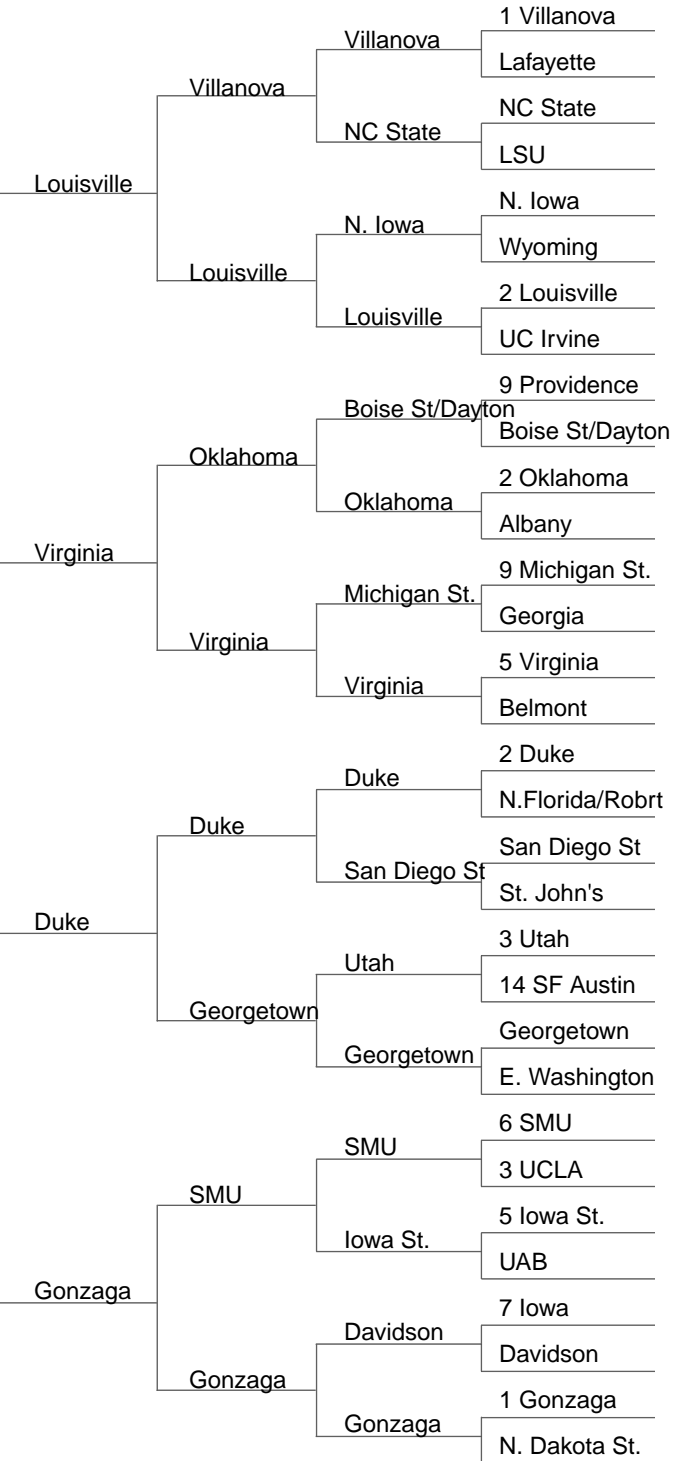 1 Villanova
Villanova
Lafayette
Villanova
NC State
NC State
LSU
Louisville
N. Iowa
N. Iowa
Wyoming
Louisville
2 Louisville
Louisville
UC Irvine
9 Providence
Boise St/Dayton
Boise St/Dayton
Oklahoma
2 Oklahoma
Oklahoma
Albany
Virginia
9 Michigan St.
Michigan St.
Georgia
Virginia
5 Virginia
Virginia
Belmont
2 Duke
Duke
N.Florida/Robrt
Duke
San Diego St
San Diego St
St. John's
Duke
3 Utah
Utah
14 SF Austin
Georgetown
Georgetown
Georgetown
E. Washington
6 SMU
SMU
3 UCLA
SMU
5 Iowa St.
Iowa St.
UAB
Gonzaga
7 Iowa
Davidson
Davidson
Gonzaga
1 Gonzaga
Gonzaga
N. Dakota St.